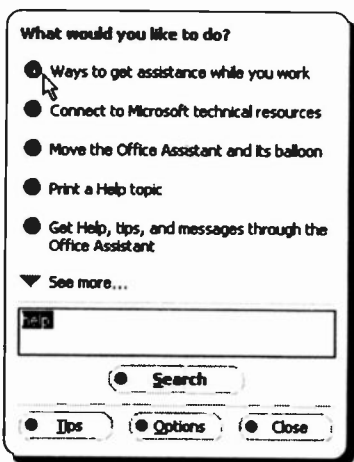 What would you like to do?
Ways to get assistance while you work
Connect to Microsoft technical resources
Move the Office Assistant and its balloon
Print a Help topic
Get Help, tips, and messages through the
Office Assistant
See more...
help
Search
Tips
Options
Close